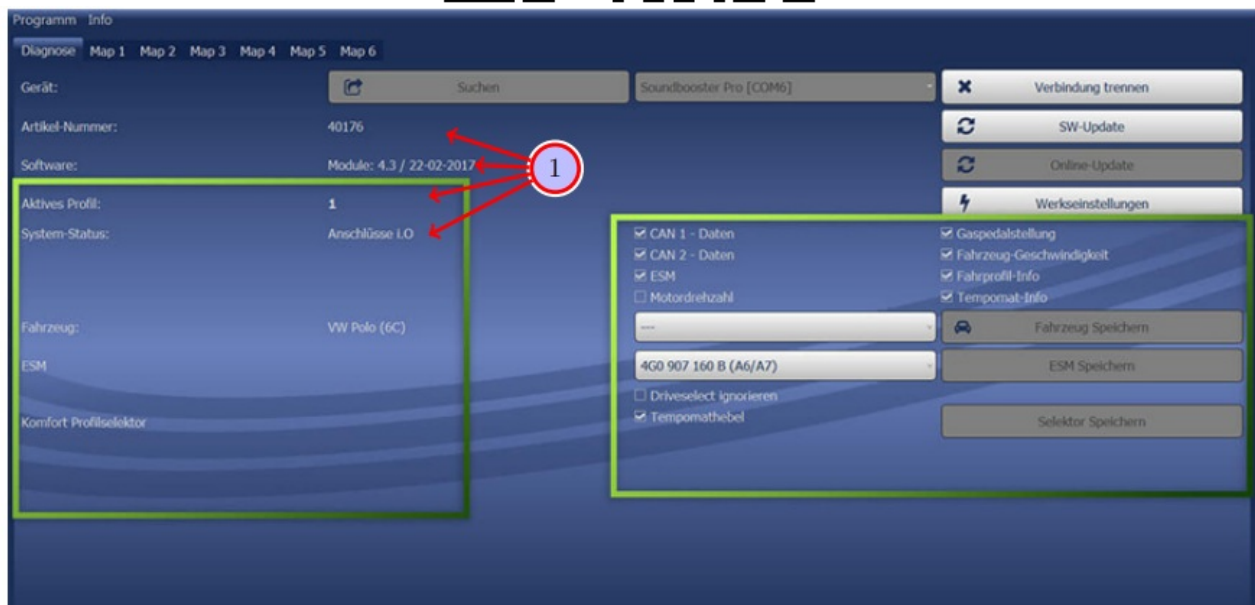 Programm Info
Diagnose Map 1 Map 2 Map 3 Map 4 Map 5 Map 6
Gerät: Suchen Soundbooster Pro [COM6] Verbindung trennen
Artikel-Nummer: 40176 SW-Update
Software: Module: 4.3 / 22-02-2017 1 Online-Update
Aktives Profil: 1 Werkseinstellungen
System-Status: Anschlüsse i.O CAN 1 - Daten Gaspedalstellung
CAN 2 - Daten Fahrzeug-Geschwindigkeit
ESM Fahrprofil-Info
Motordrehzahl Tempomat-Info
Fahrzeug: VW Polo (6C) --- Fahrzeug Speichern
ESM 4G0 907 160 B (A6/A7) ESM Speichern
Driveselect ignorieren
Komfort Profilselektor Tempomathebel Selektor Speichern